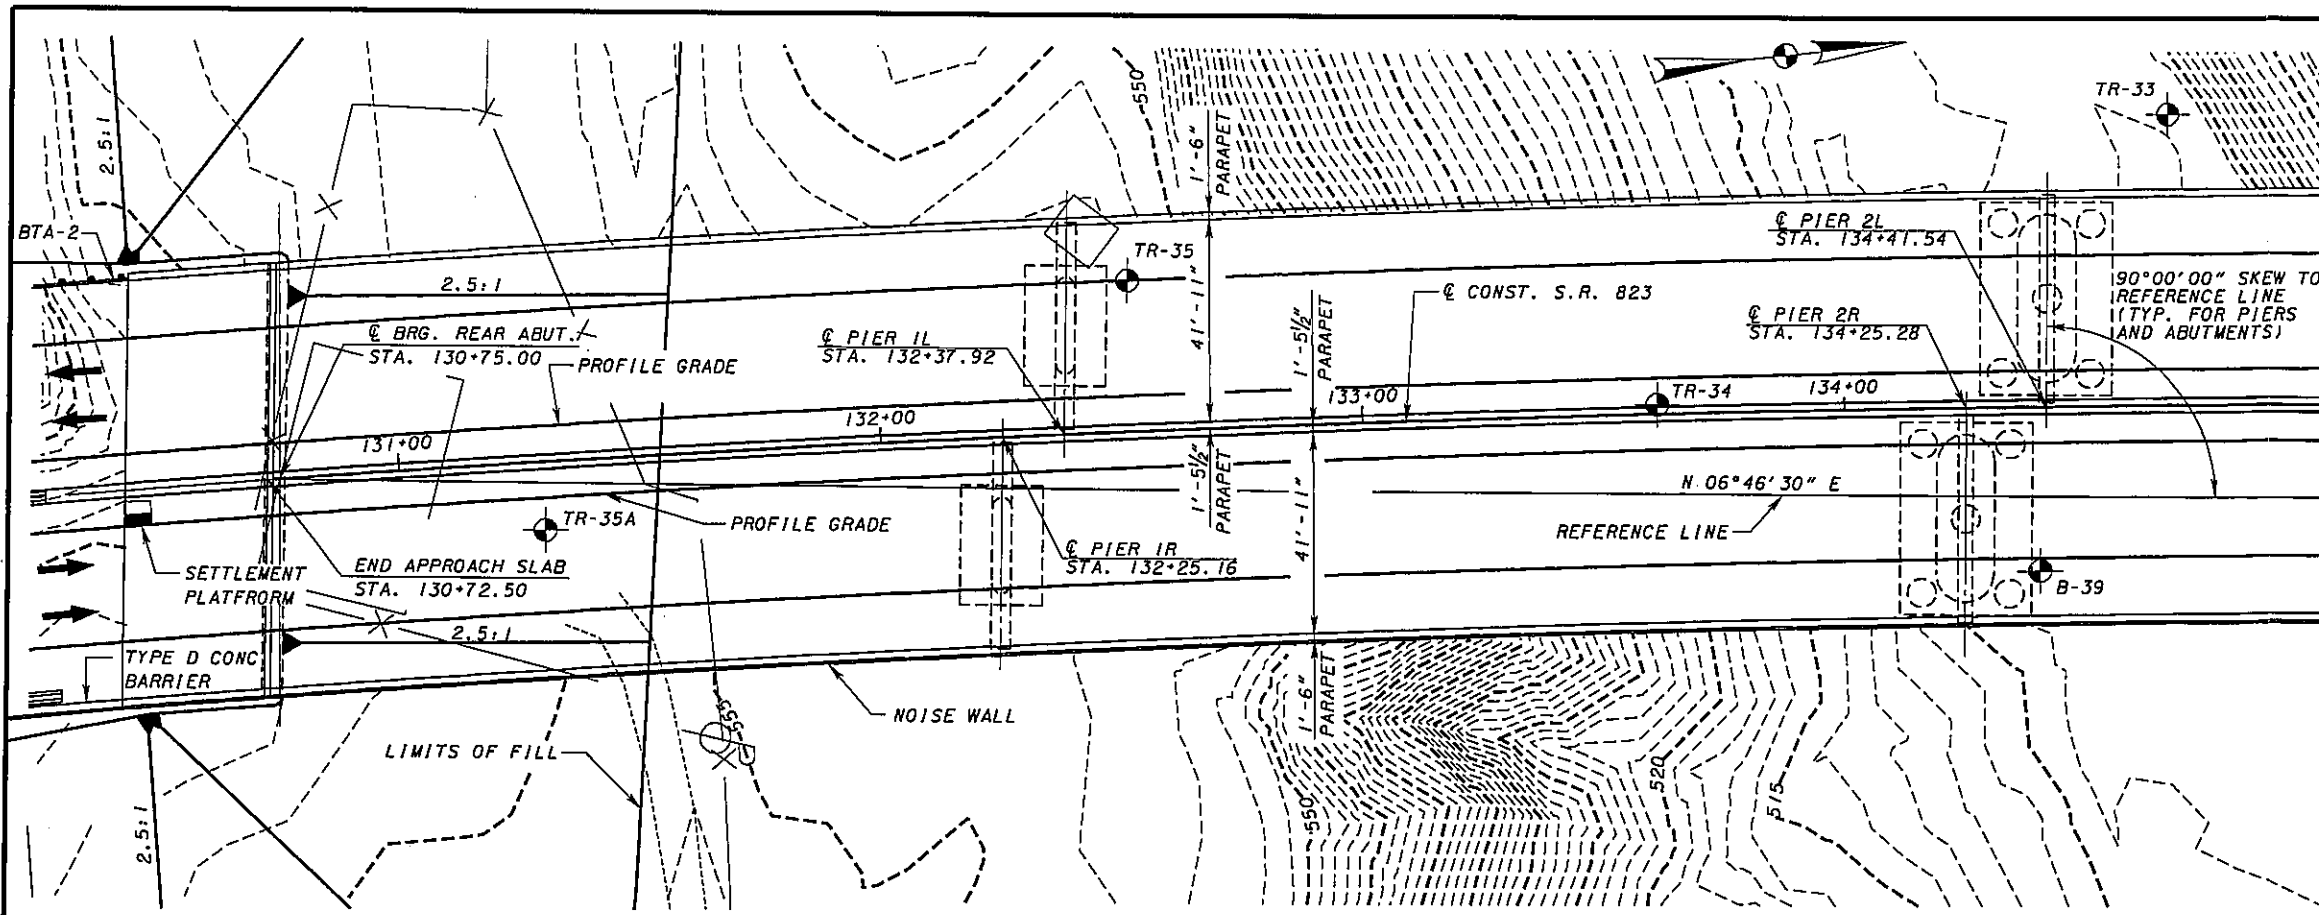 550
TR-33
2.5:1
1'-6"
PARAPET
BTA-2
TR-35
℄ PIER 2L
STA. 134+41.54
2.5:1
41'-11"
1'-5½"
PARAPET
℄ CONST. S.R. 823
90°00'00" SKEW TO
REFERENCE LINE
(TYP. FOR PIERS
AND ABUTMENTS)
℄ BRG. REAR ABUT.
STA. 130+75.00
℄ PIER 1L
STA. 132+37.92
℄ PIER 2R
STA. 134+25.28
PROFILE GRADE
131+00
132+00
133+00
TR-34
134+00
1'-5½"
PARAPET
N 06°46'30" E
TR-35A
PROFILE GRADE
REFERENCE LINE
41'-11"
℄ PIER 1R
STA. 132+25.16
SETTLEMENT
PLATFRORM
END APPROACH SLAB
STA. 130+72.50
B-39
2.5:1
TYPE D CONC
BARRIER
1'-6"
PARAPET
NOISE WALL
555
LIMITS OF FILL
2.5:1
550
520
515